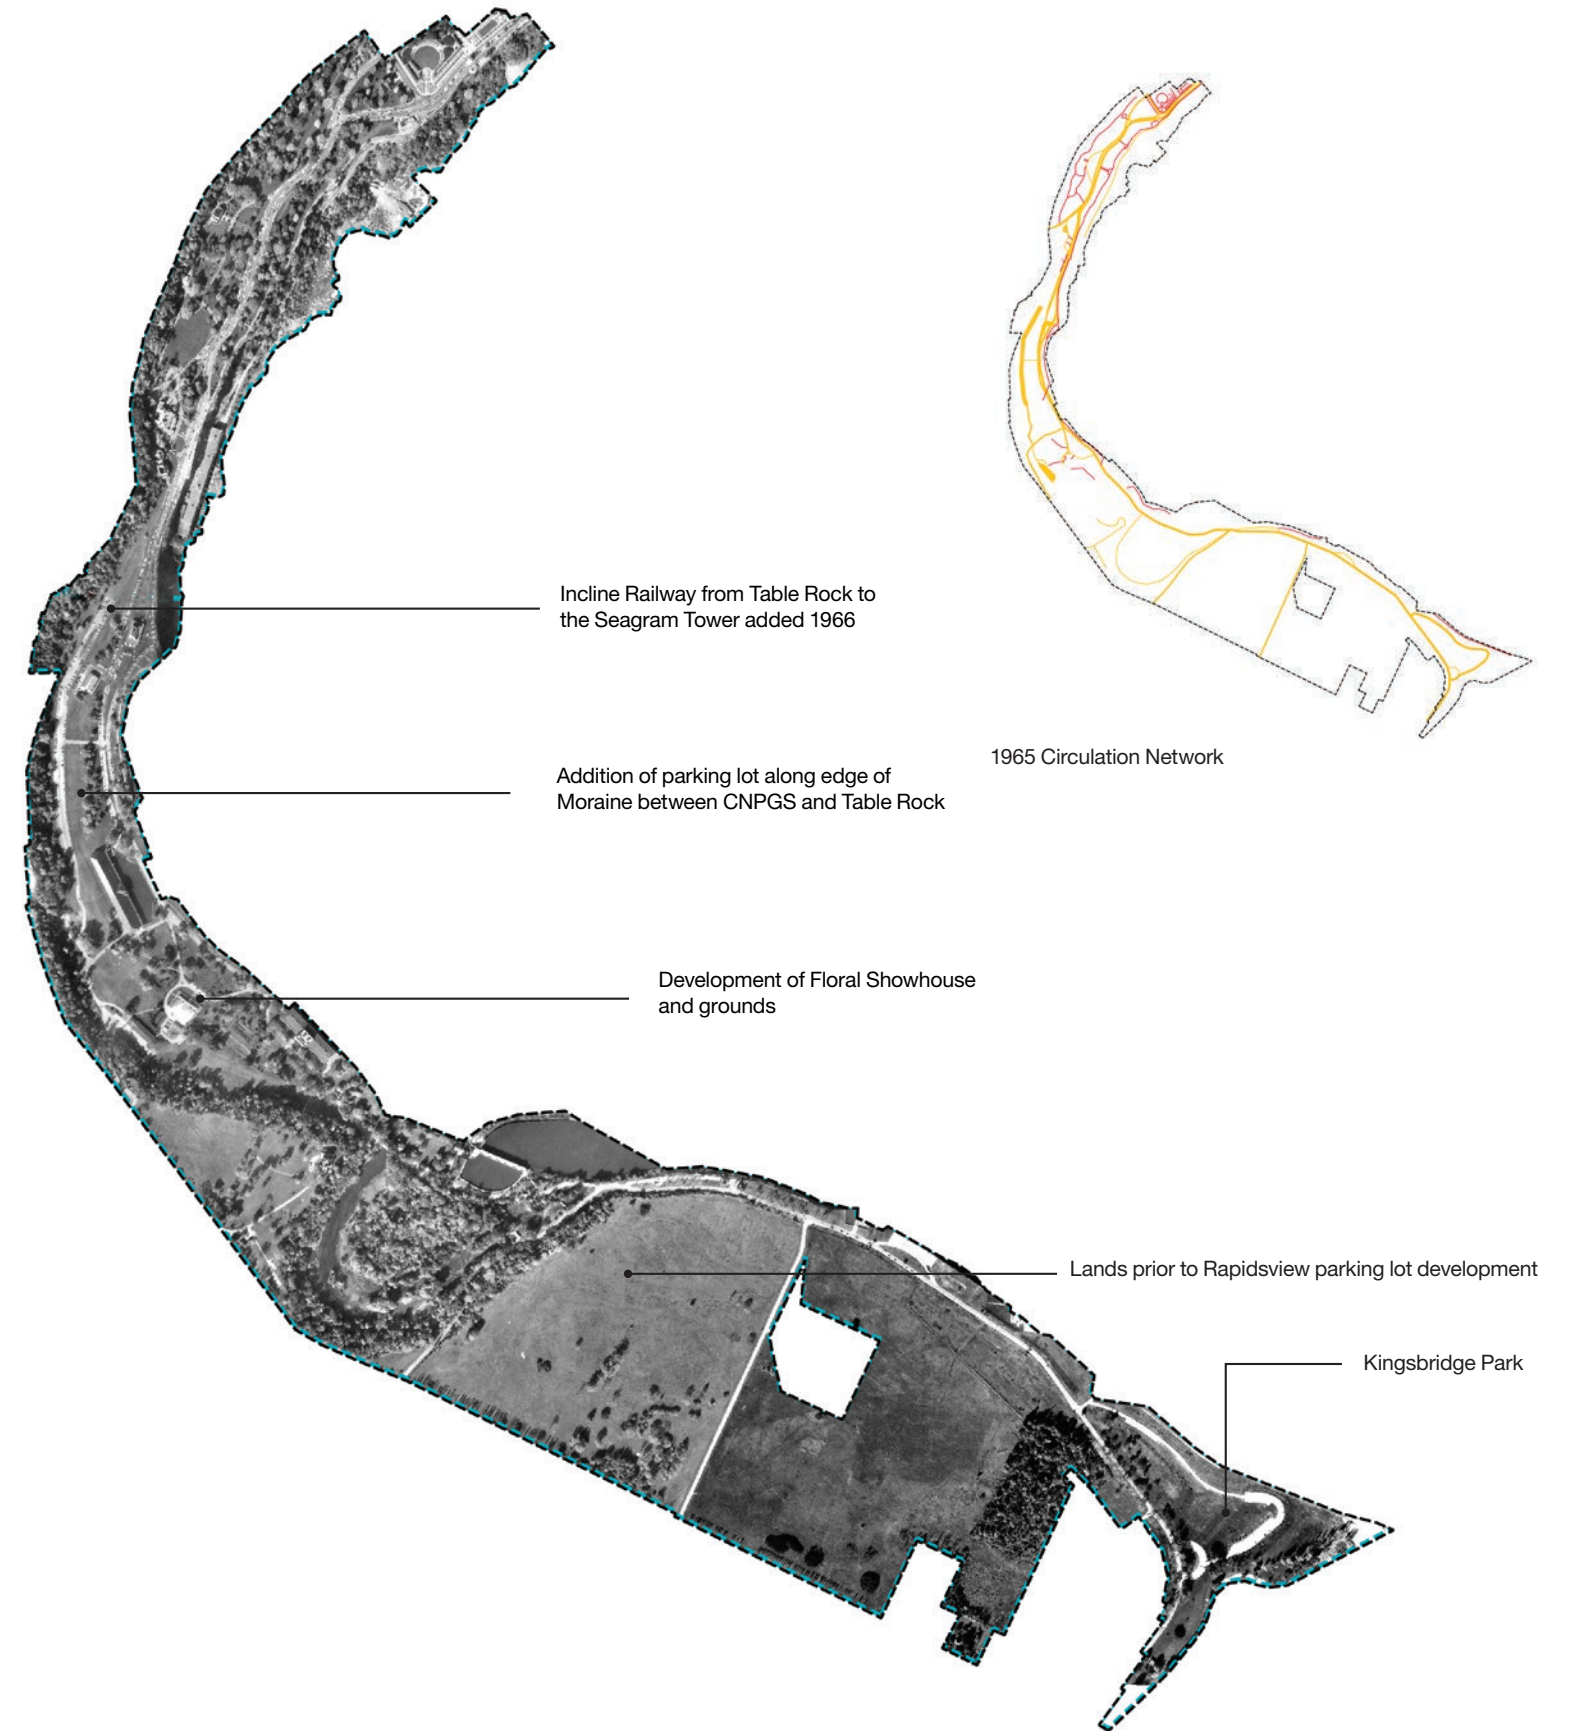 Incline Railway from Table Rock to
the Seagram Tower added 1966
1965 Circulation Network
Addition of parking lot along edge of
Moraine between CNPGS and Table Rock
Development of Floral Showhouse
and grounds
Lands prior to Rapidsview parking lot development
Kingsbridge Park